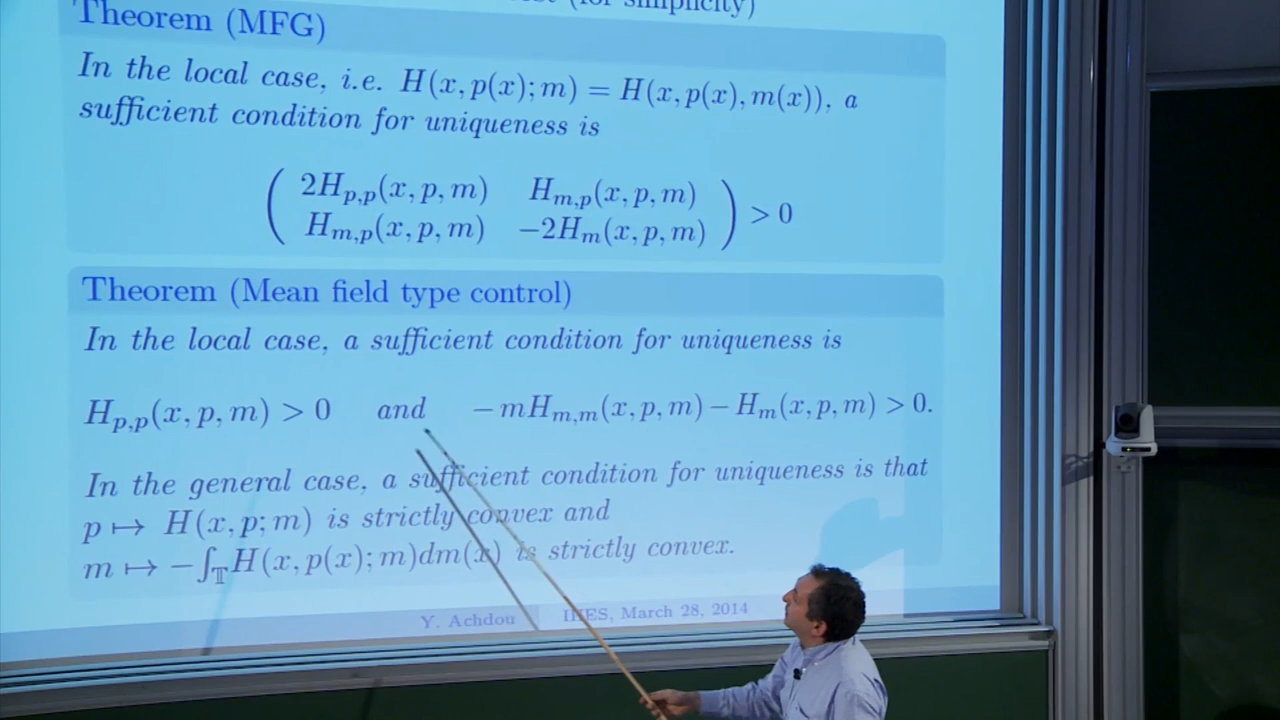 (for simplicity)
Theorem (MFG)
In the local case, i.e. H(x, p(x); m) = H(x, p(x), m(x)), a
sufficient condition for uniqueness is
( 2H_{p,p}(x, p, m) H_{m,p}(x, p, m)
H_{m,p}(x, p, m) −2H_m(x, p, m) ) > 0
Theorem (Mean field type control)
In the local case, a sufficient condition for uniqueness is
H_{p,p}(x, p, m) > 0 and − mH_{m,m}(x, p, m) − H_m(x, p, m) > 0.
In the general case, a sufficient condition for uniqueness is that
p ↦ H(x, p; m) is strictly convex and
m ↦ − ∫_𝕋 H(x, p(x); m)dm(x) is strictly convex.
Y. Achdou IHES, March 28, 2014